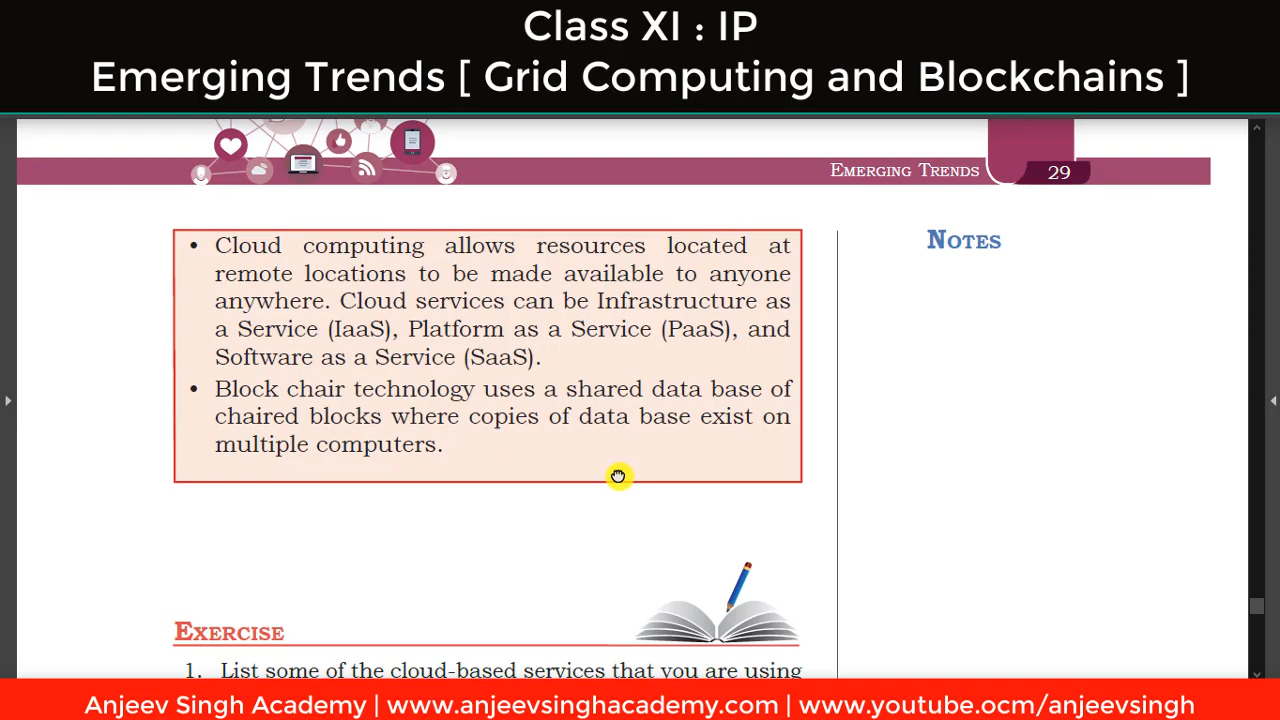 Class XI : IP
Emerging Trends [ Grid Computing and Blockchains ]
Emerging Trends 29
• Cloud computing allows resources located at
remote locations to be made available to anyone
anywhere. Cloud services can be Infrastructure as
a Service (IaaS), Platform as a Service (PaaS), and
Software as a Service (SaaS).
• Block chair technology uses a shared data base of
chaired blocks where copies of data base exist on
multiple computers.
Notes
Exercise
1. List some of the cloud-based services that you are using
Anjeev Singh Academy | www.anjeevsinghacademy.com | www.youtube.ocm/anjeevsingh